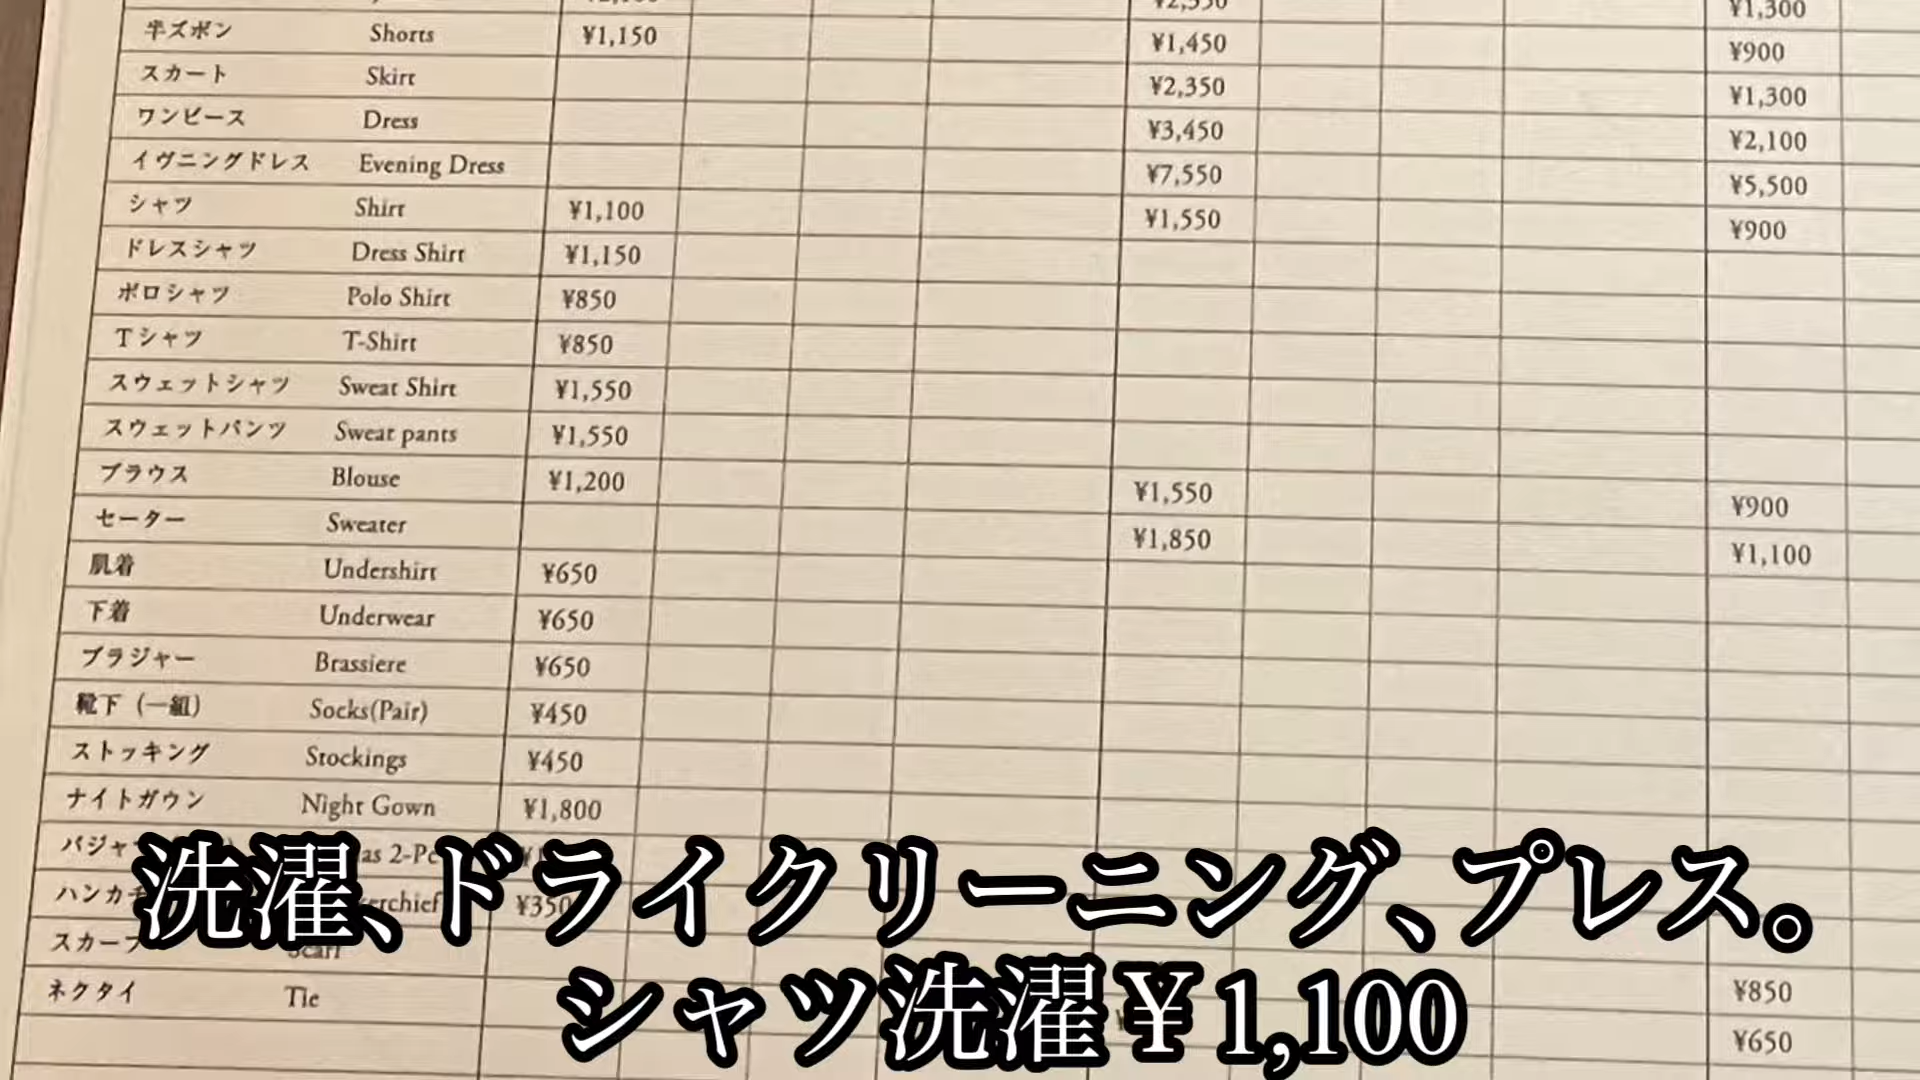 ¥1,300
半ズボン Shorts ¥1,150 ¥1,450 ¥900
スカート Skirt ¥2,350 ¥1,300
ワンピース Dress ¥3,450 ¥2,100
イヴニングドレス Evening Dress ¥7,550 ¥5,500
シャツ Shirt ¥1,100 ¥1,550 ¥900
ドレスシャツ Dress Shirt ¥1,150
ポロシャツ Polo Shirt ¥850
Tシャツ T-Shirt ¥850
スウェットシャツ Sweat Shirt ¥1,550
スウェットパンツ Sweat pants ¥1,550
ブラウス Blouse ¥1,200 ¥1,550 ¥900
セーター Sweater ¥1,850 ¥1,100
肌着 Undershirt ¥650
下着 Underwear ¥650
ブラジャー Brassiere ¥650
靴下(一組) Socks(Pair) ¥450
ストッキング Stockings ¥450
ナイトガウン Night Gown ¥1,800
¥350
Scarf ¥850
ネクタイ Tie ¥650
洗濯、ドライクリーニング、プレス。
シャツ洗濯¥1,100